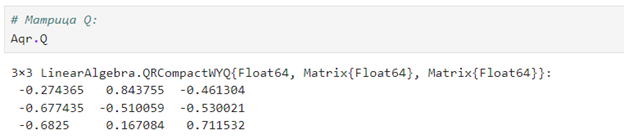 # Матрица Q:
Aqr.Q
3×3 LinearAlgebra.QRCompactWYQ{Float64, Matrix{Float64}, Matrix{Float64}}:
-0.274365 0.843755 -0.461304
-0.677435 -0.510059 -0.530021
-0.6825 0.167084 0.711532